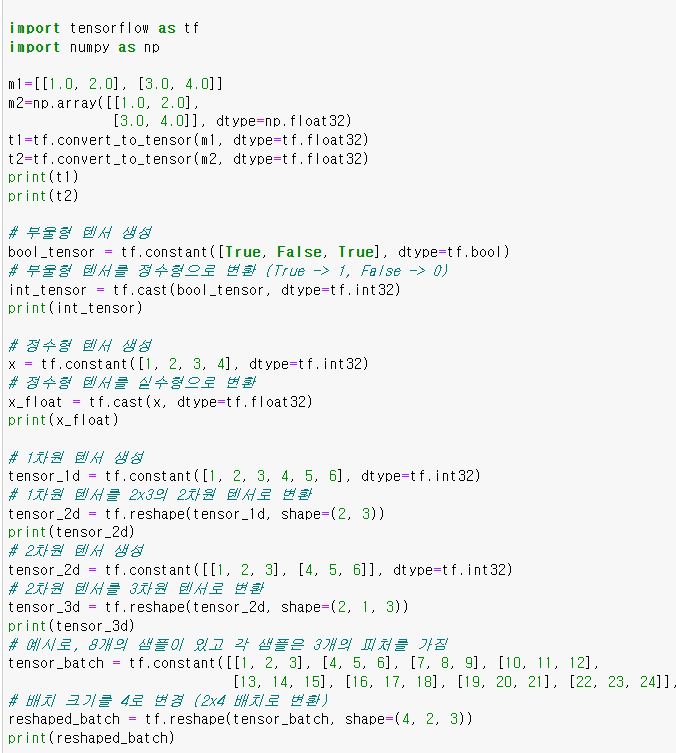 import tensorflow as tf
import numpy as np
m1=[[1.0, 2.0], [3.0, 4.0]]
m2=np.array([[1.0, 2.0],
[3.0, 4.0]], dtype=np.float32)
t1=tf.convert_to_tensor(m1, dtype=tf.float32)
t2=tf.convert_to_tensor(m2, dtype=tf.float32)
print(t1)
print(t2)
# 부울형 텐서 생성
bool_tensor = tf.constant([True, False, True], dtype=tf.bool)
# 부울형 텐서를 정수형으로 변환 (True -> 1, False -> 0)
int_tensor = tf.cast(bool_tensor, dtype=tf.int32)
print(int_tensor)
# 정수형 텐서 생성
x = tf.constant([1, 2, 3, 4], dtype=tf.int32)
# 정수형 텐서를 실수형으로 변환
x_float = tf.cast(x, dtype=tf.float32)
print(x_float)
# 1차원 텐서 생성
tensor_1d = tf.constant([1, 2, 3, 4, 5, 6], dtype=tf.int32)
# 1차원 텐서를 2x3의 2차원 텐서로 변환
tensor_2d = tf.reshape(tensor_1d, shape=(2, 3))
print(tensor_2d)
# 2차원 텐서 생성
tensor_2d = tf.constant([[1, 2, 3], [4, 5, 6]], dtype=tf.int32)
# 2차원 텐서를 3차원 텐서로 변환
tensor_3d = tf.reshape(tensor_2d, shape=(2, 1, 3))
print(tensor_3d)
# 예시로, 8개의 샘플이 있고 각 샘플은 3개의 피처를 가짐
tensor_batch = tf.constant([[1, 2, 3], [4, 5, 6], [7, 8, 9], [10, 11, 12],
[13, 14, 15], [16, 17, 18], [19, 20, 21], [22, 23, 24]],
# 배치 크기를 4로 변경 (2x4 배치로 변환)
reshaped_batch = tf.reshape(tensor_batch, shape=(4, 2, 3))
print(reshaped_batch)